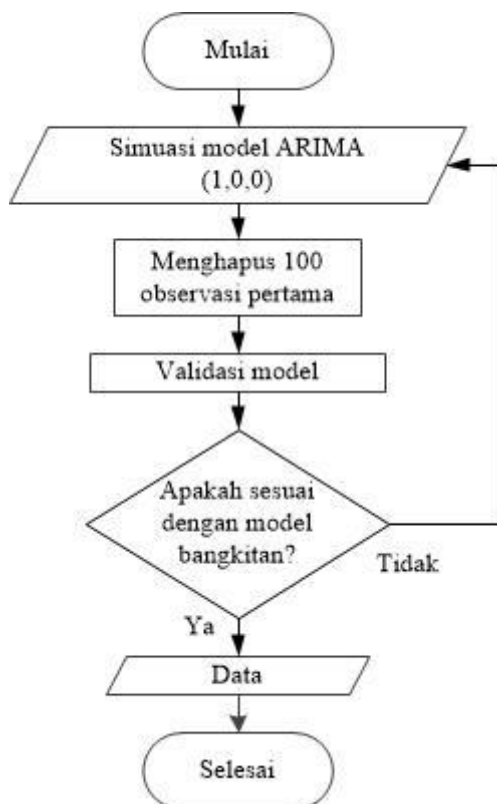 Mulai
Simuasi model ARIMA
(1,0,0)
Menghapus 100
observasi pertama
Validasi model
Apakah sesuai
dengan model
bangkitan?
Tidak
Ya
Data
Selesai